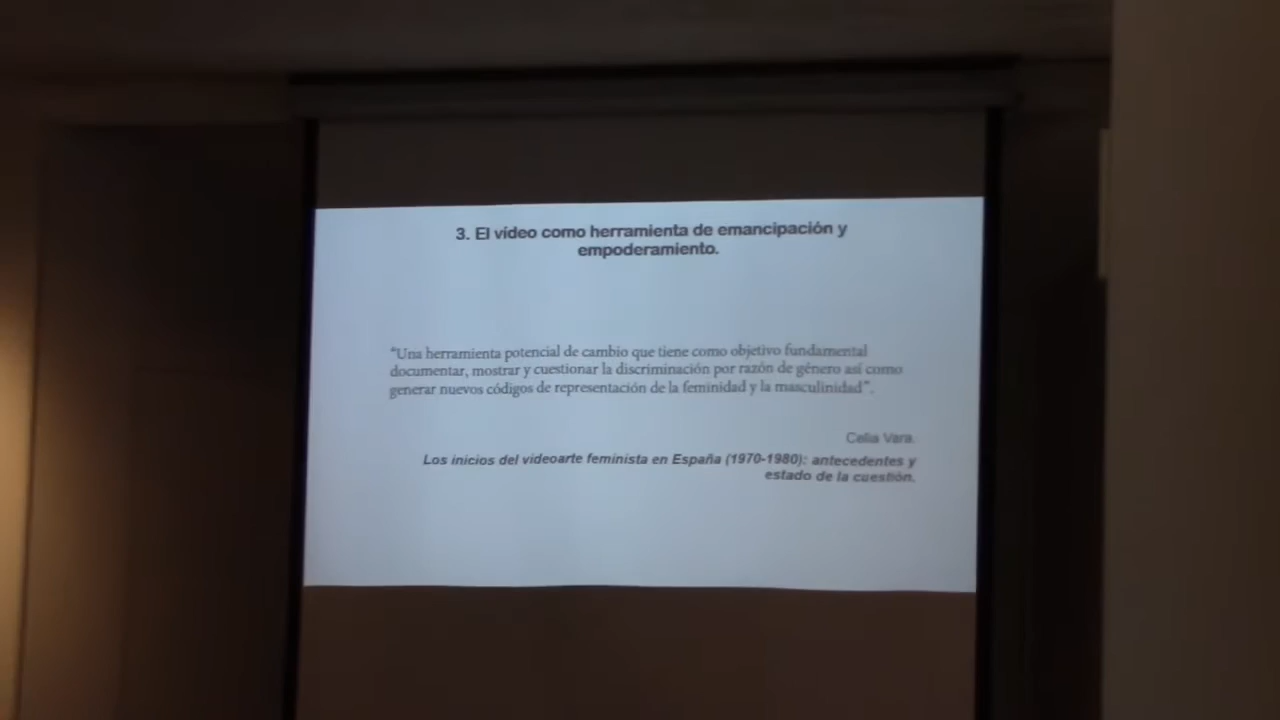 3. El vídeo como herramienta de emancipación y
empoderamiento.
“Una herramienta potencial de cambio que tiene como objetivo fundamental
documentar, mostrar y cuestionar la discriminación por razón de género así como
generar nuevos códigos de representación de la feminidad y la masculinidad”.
Celia Vara.
Los inicios del videoarte feminista en España (1970-1980): antecedentes y
estado de la cuestión.